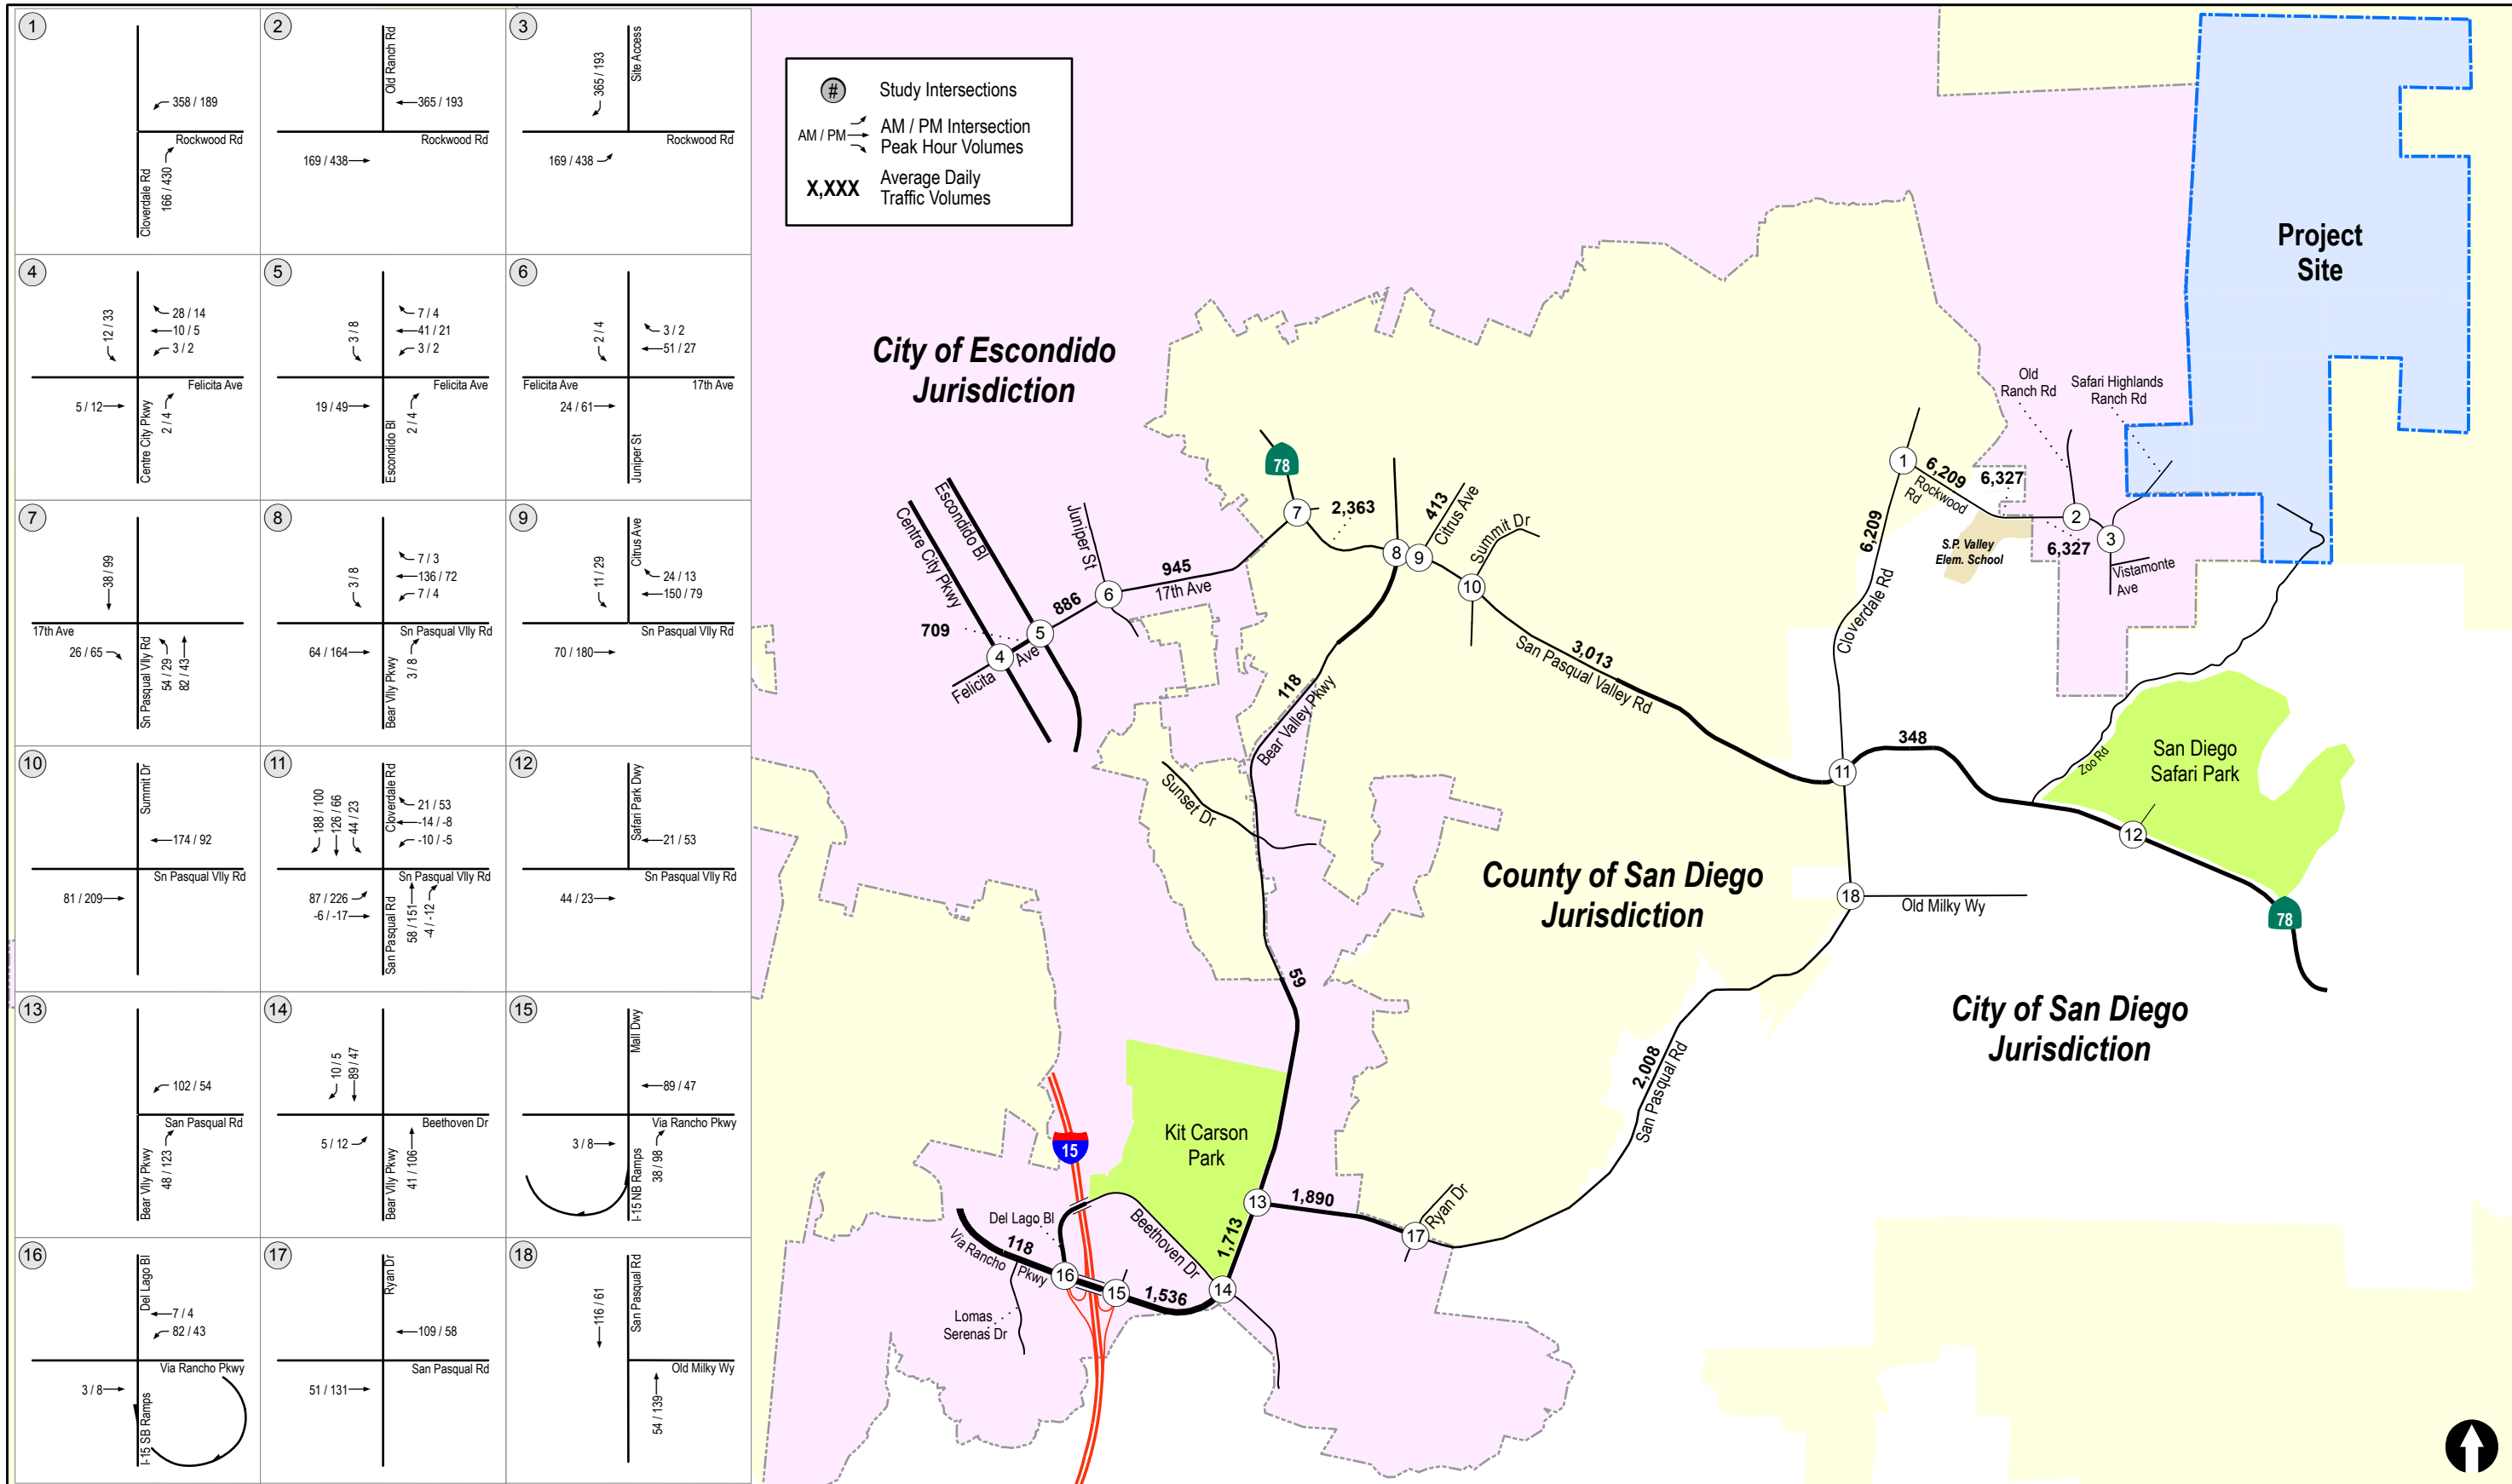 1
358 / 189
Rockwood Rd
Cloverdale Rd
166 / 430
2
Old Ranch Rd
365 / 193
Rockwood Rd
169 / 438
3
365 / 193
Site Access
Rockwood Rd
169 / 438
4
12 / 33
28 / 14
10 / 5
3 / 2
Felicita Ave
5 / 12
Centre City Pkwy
2 / 4
5
3 / 8
7 / 4
41 / 21
3 / 2
Felicita Ave
19 / 49
Escondido Bl
2 / 4
6
2 / 4
3 / 2
51 / 27
Felicita Ave
17th Ave
24 / 61
Juniper St
7
38 / 99
17th Ave
26 / 65
Sn Pasqual Vlly Rd
54 / 29
82 / 43
8
3 / 8
7 / 3
136 / 72
7 / 4
Sn Pasqual Vlly Rd
64 / 164
Bear Vlly Pkwy
3 / 8
9
11 / 29
Citrus Ave
24 / 13
150 / 79
Sn Pasqual Vlly Rd
70 / 180
10
Summit Dr
174 / 92
Sn Pasqual Vlly Rd
81 / 209
11
188 / 100
126 / 66
44 / 23
Cloverdale Rd
21 / 53
-14 / -8
-10 / -5
Sn Pasqual Vlly Rd
87 / 226
-6 / -17
San Pasqual Rd
58 / 151
-4 / -12
12
Safari Park Dwy
21 / 53
Sn Pasqual Vlly Rd
44 / 23
13
102 / 54
San Pasqual Rd
Bear Vlly Pkwy
48 / 123
14
10 / 5
89 / 47
Beethoven Dr
5 / 12
Bear Vlly Pkwy
41 / 106
15
Mall Dwy
89 / 47
Via Rancho Pkwy
3 / 8
I-15 NB Ramps
38 / 98
16
Del Lago Bl
7 / 4
82 / 43
Via Rancho Pkwy
3 / 8
I-15 SB Ramps
17
Ryan Dr
109 / 58
San Pasqual Rd
51 / 131
18
116 / 61
San Pasqual Rd
Old Milky Wy
54 / 139
#
Study Intersections
AM / PM
AM / PM Intersection
Peak Hour Volumes
X,XXX
Average Daily
Traffic Volumes
Project
Site
City of Escondido
Jurisdiction
Old
Ranch Rd
Safari Highlands
Ranch Rd
78
1
6,209
Rockwood
Rd
6,327
2
6,327
3
S.P. Valley
Elem. School
Vistamonte
Ave
Escondido Bl
Centre City Pkwy
Juniper St
7
2,363
413
Citrus Ave
8
9
Summit Dr
10
6,209
Cloverdale Rd
945
17th Ave
6
886
709
5
4
Felicita
Ave
3,013
San Pasqual Valley Rd
118
Bear Valley Pkwy
Sunset Dr
11
348
Zoo Rd
San Diego
Safari Park
12
78
County of San Diego
Jurisdiction
18
Old Milky Wy
59
City of San Diego
Jurisdiction
2,008
San Pasqual Rd
Kit Carson
Park
15
13
1,890
Ryan Dr
17
Del Lago Bl
Beethoven Dr
1,713
Via Rancho
Pkwy
118
16
15
1,536
14
Lomas
Serenas Dr